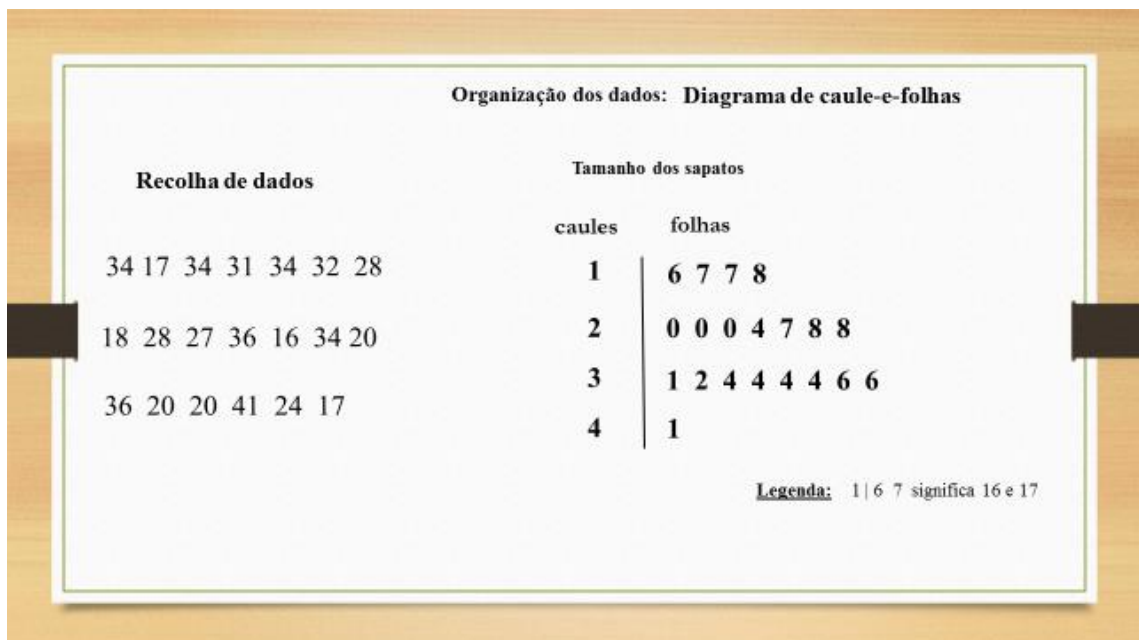 Organização dos dados: Diagrama de caule-e-folhas
Recolha de dados
34 17 34 31 34 32 28
18 28 27 36 16 34 20
36 20 20 41 24 17
Tamanho dos sapatos
caules folhas
1 | 6 7 7 8
2 | 0 0 0 4 7 8 8
3 | 1 2 4 4 4 4 6 6
4 | 1
Legenda: 1 | 6 7 significa 16 e 17